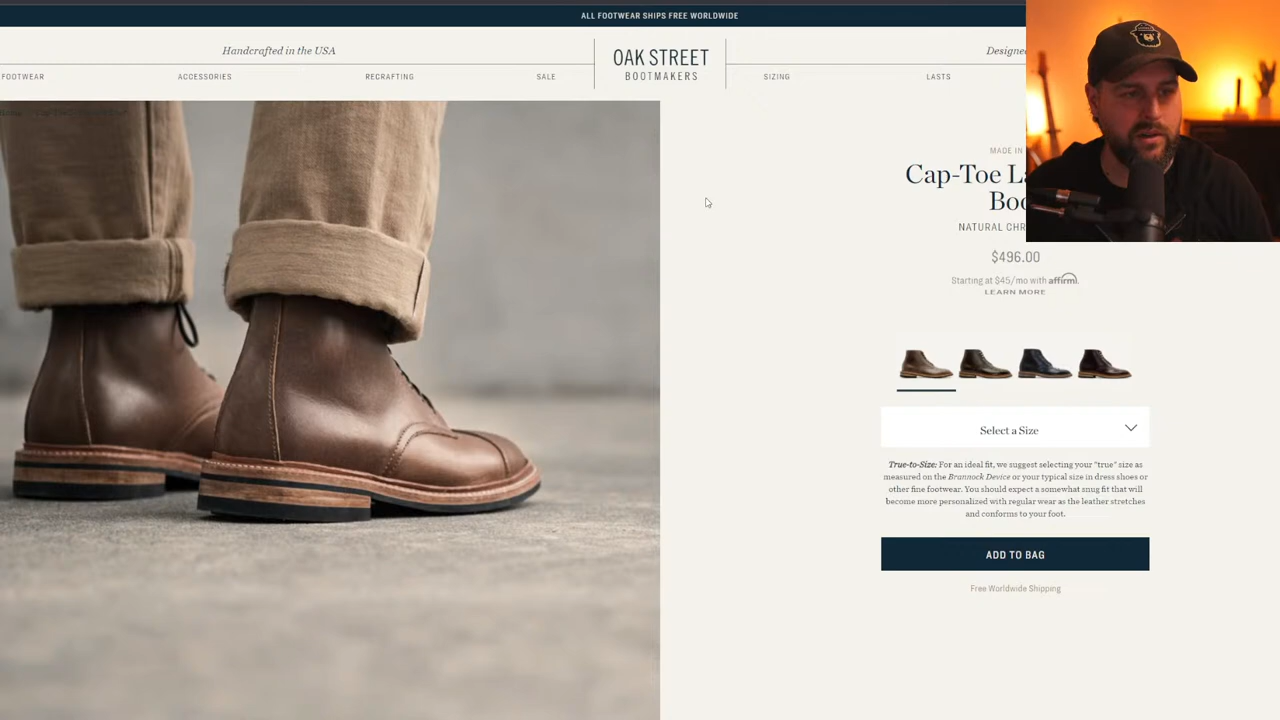 ALL FOOTWEAR SHIPS FREE WORLDWIDE
Handcrafted in the USA
OAK STREET
BOOTMAKERS
FOOTWEAR
ACCESSORIES
RECRAFTING
SALE
SIZING
LASTS
MADE IN
Cap-Toe
NATURAL
$496.00
Starting at $45/mo with affirm.
LEARN MORE
Select a Size
True-to-Size: For an ideal fit, we suggest selecting your "true" size as
measured on the Brannock Device or your typical size in dress shoes or
other fine footwear. You should expect a somewhat snug fit that will
become more personalized with regular wear as the leather stretches
and conforms to your foot.
ADD TO BAG
Free Worldwide Shipping